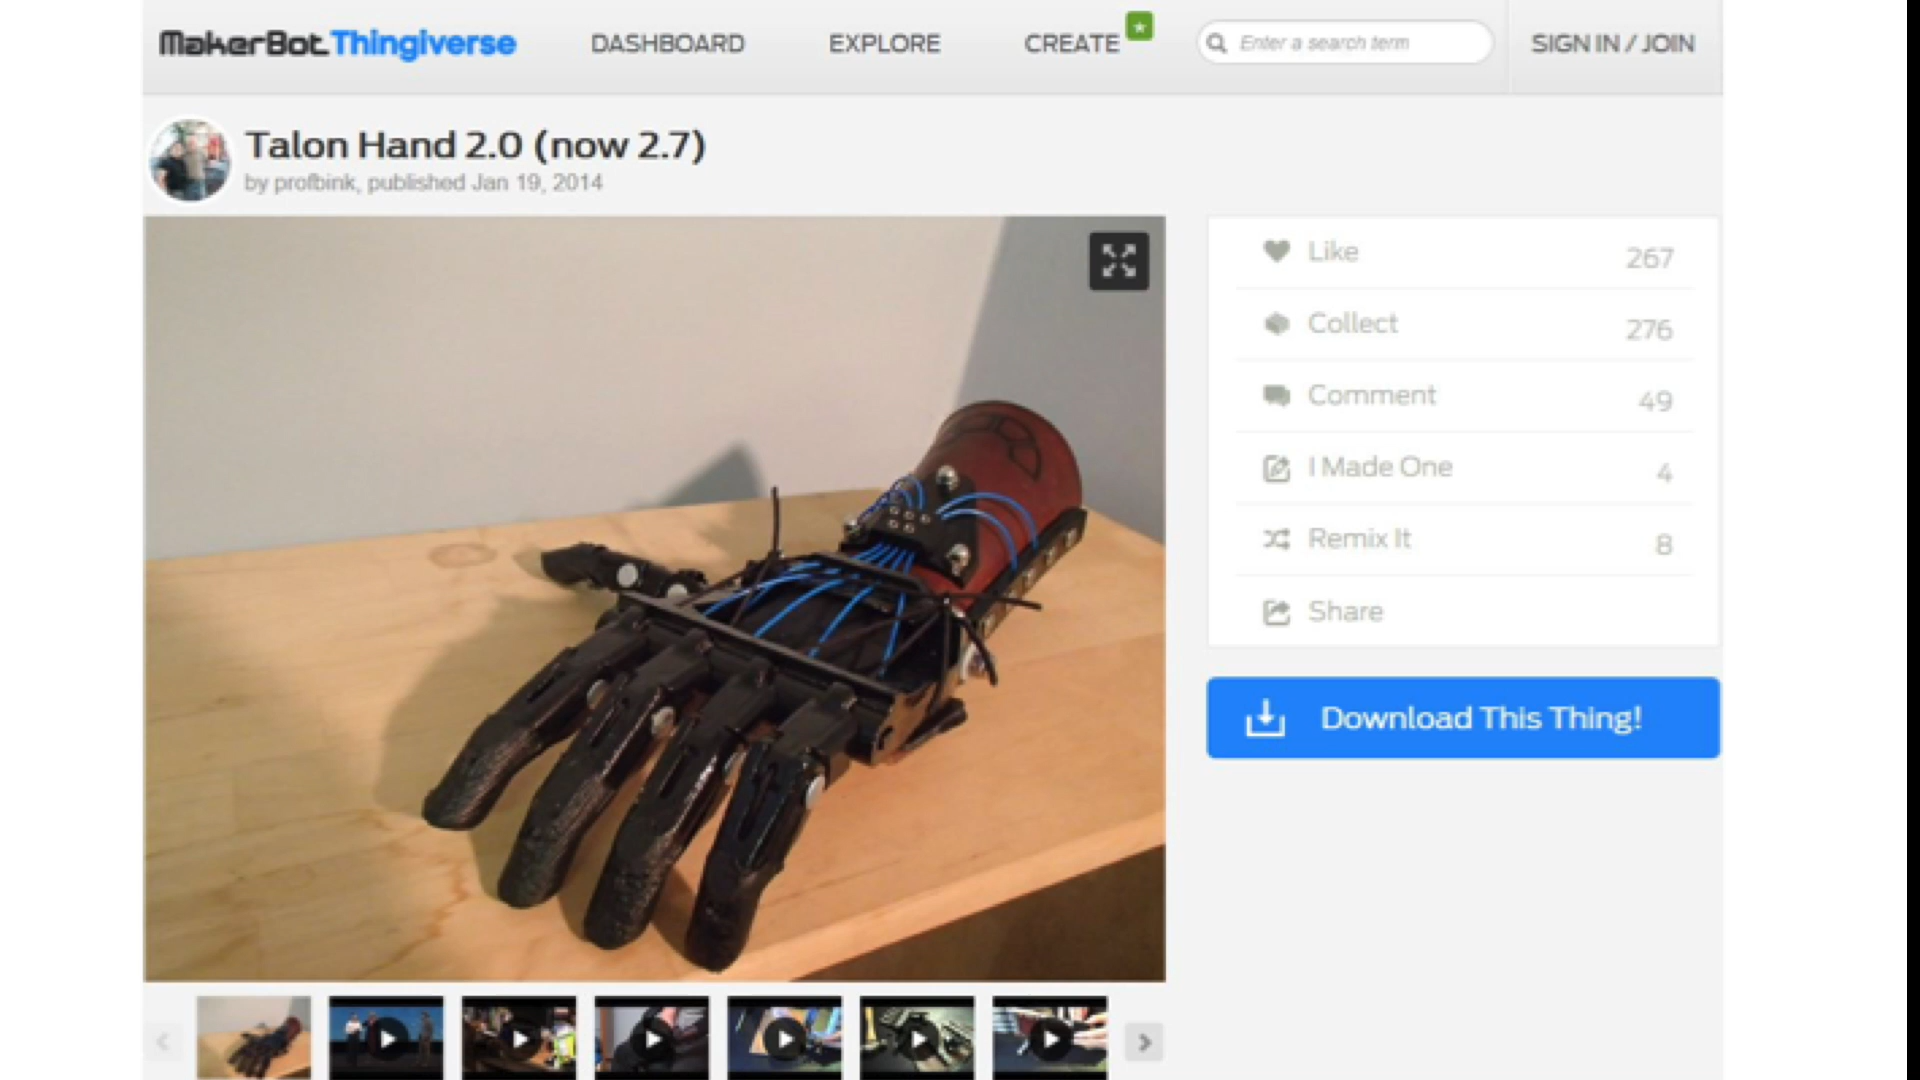 MakerBot Thingiverse
DASHBOARD
EXPLORE
CREATE
Enter a search term
SIGN IN / JOIN
Talon Hand 2.0 (now 2.7)
by profbink, published Jan 19, 2014
Like 267
Collect 276
Comment 49
I Made One 4
Remix It 8
Share
Download This Thing!